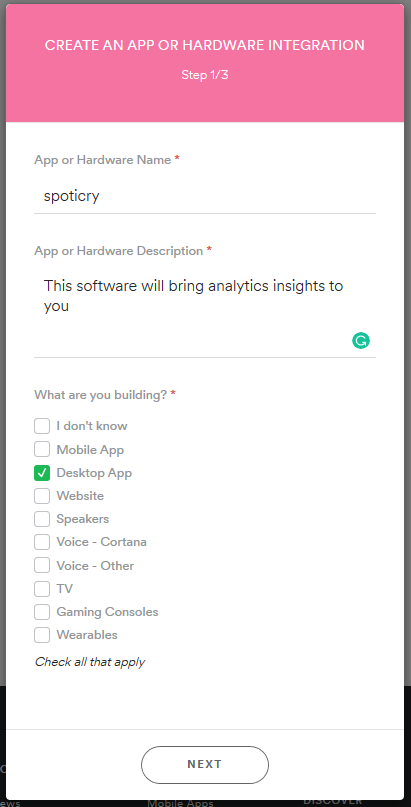 CREATE AN APP OR HARDWARE INTEGRATION
Step 1/3
App or Hardware Name *
spoticry
App or Hardware Description *
This software will bring analytics insights to
you
What are you building? *
I don't know
Mobile App
Desktop App
Website
Speakers
Voice - Cortana
Voice - Other
TV
Gaming Consoles
Wearables
Check all that apply
NEXT
Mobile Apps
DISCOVER